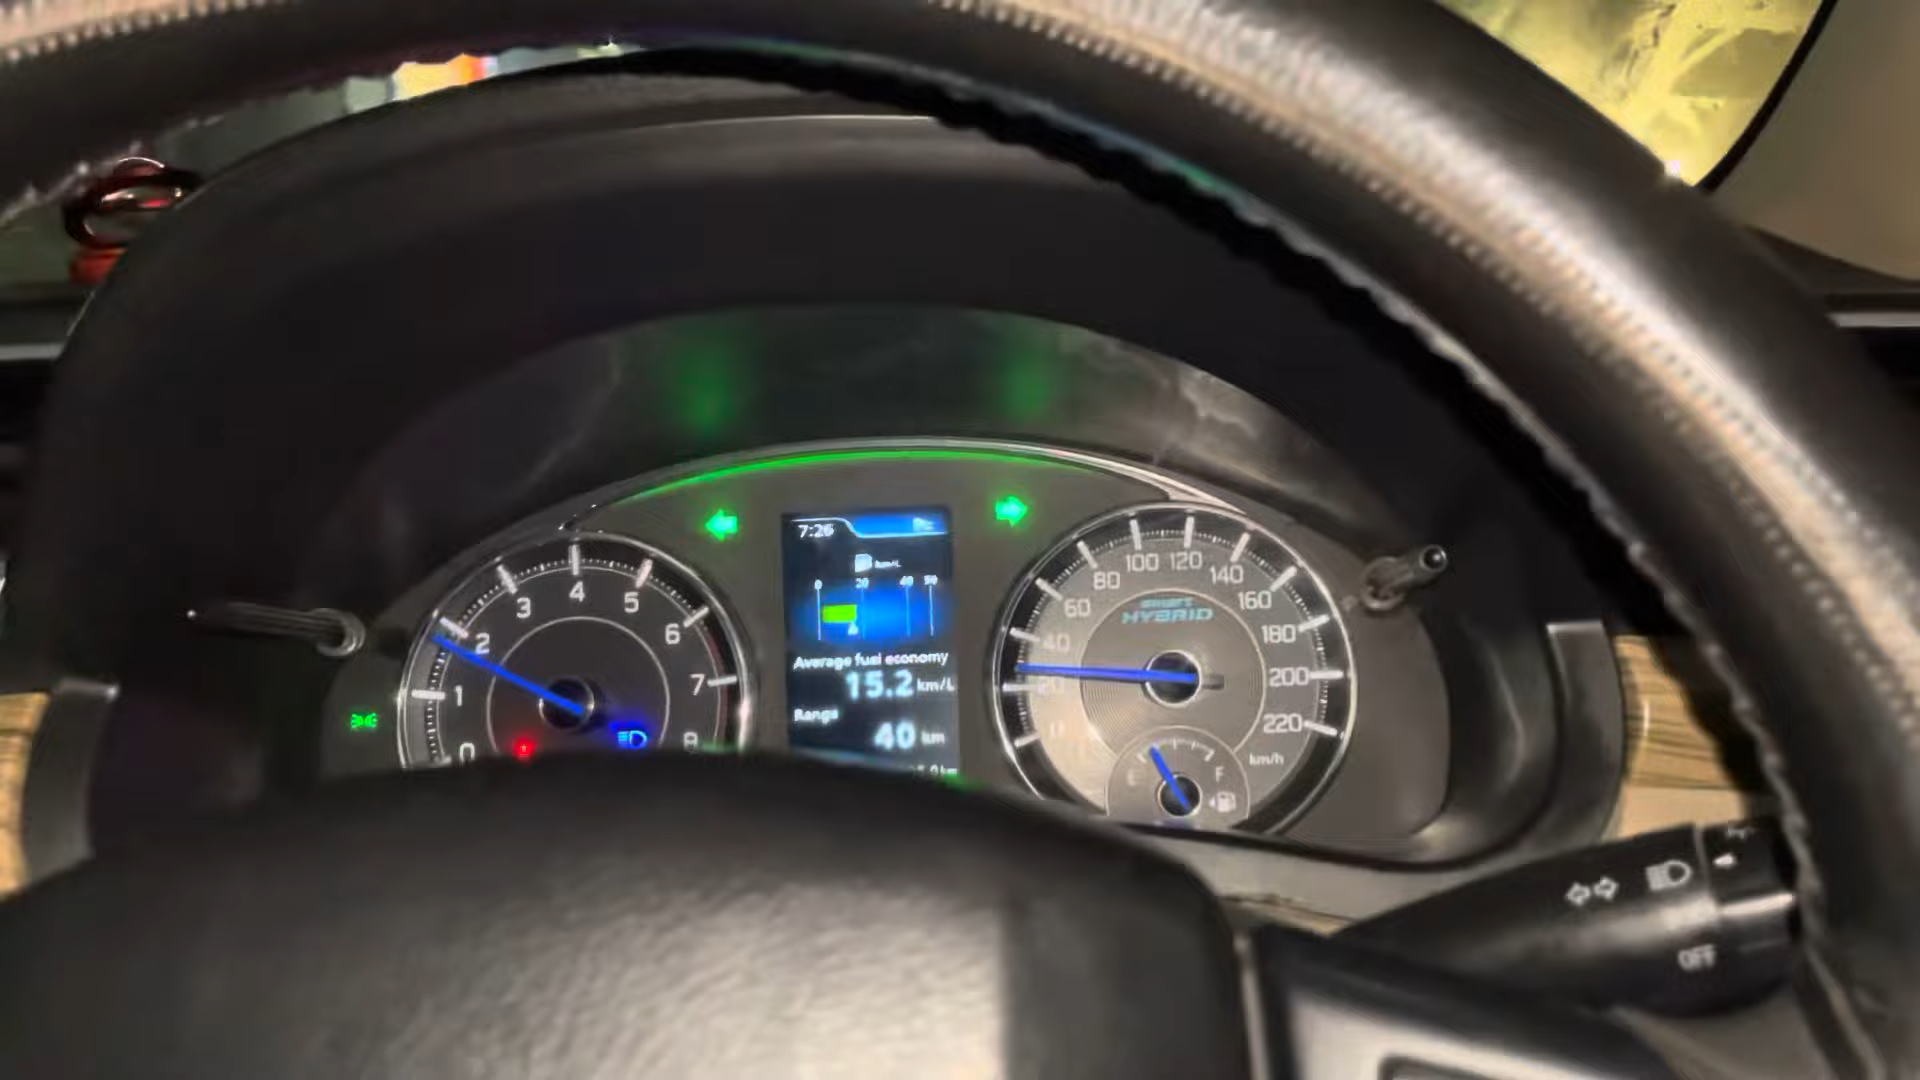 7:26
km/L
0 20 40 50
Average fuel economy
15.2 km/L
Range
40 km
0 1 2 3 4 5 6 7 8
20 40 60 80 100 120 140 160 180 200 220
HYBRID
km/h
E F
OFF